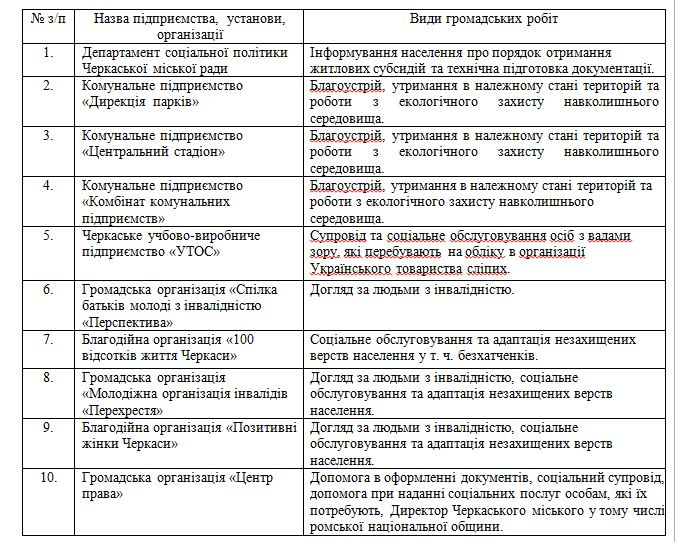 № з/п Назва підприємства, установи, Види громадських робіт
організації
1. Департамент соціальної політики Інформування населення про порядок отримання
Черкаської міської ради житлових субсидій та технічна підготовка документації.
2. Комунальне підприємство Благоустрій, утримання в належному стані територій та
«Дирекція парків» роботи з екологічного захисту навколишнього
середовища.
3. Комунальне підприємство Благоустрій, утримання в належному стані територій та
«Центральний стадіон» роботи з екологічного захисту навколишнього
середовища.
4. Комунальне підприємство Благоустрій, утримання в належному стані територій та
«Комбінат комунальних роботи з екологічного захисту навколишнього
підприємств» середовища.
5. Черкаське учбово-виробниче Супровід та соціальне обслуговування осіб з вадами
підприємство «УТОС» зору, які перебувають на обліку в організації
Українського товариства сліпих.
6. Громадська організація «Спілка Догляд за людьми з інвалідністю.
батьків молоді з інвалідністю
«Перспектива»
7. Благодійна організація «100 Соціальне обслуговування та адаптація незахищених
відсотків життя Черкаси» верств населення у т. ч. безхатченків.
8. Громадська організація Догляд за людьми з інвалідністю, соціальне
«Молодіжна організація інвалідів обслуговування та адаптація незахищених верств
«Перехрестя» населення.
9. Благодійна організація «Позитивні Догляд за людьми з інвалідністю, соціальне
жінки Черкаси» обслуговування та адаптація незахищених верств
населення.
10. Громадська організація «Центр Допомога в оформленні документів, соціальний супровід,
права» допомога при наданні соціальних послуг особам, які їх
потребують, Директор Черкаського міського у тому числі
ромської національної общини.